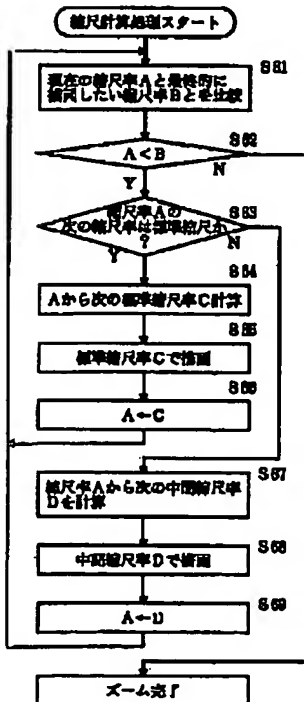 縮尺計算処理スタート
S61
現在の縮尺率Aと最終的に
描画したい縮尺率Bとを比較
S62
A<B
N
Y
S63
縮尺率Aの
次の縮尺率は標準縮尺か
?
N
Y
S64
Aから次の標準縮尺率C計算
S65
標準縮尺率Cで描画
S66
A←C
S67
縮尺率Aから次の中間縮尺率
Dを計算
S68
中間縮尺率Dで描画
S69
A←D
ズーム完了